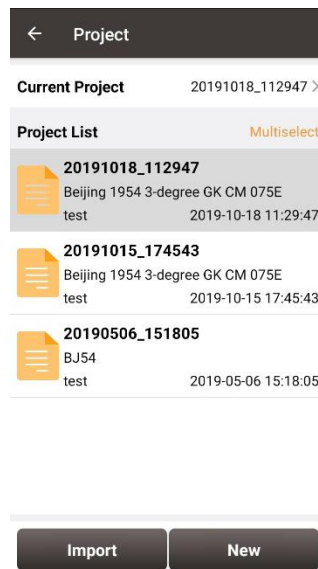 Project
Current Project 20191018_112947
Project List Multiselect
20191018_112947
Beijing 1954 3-degree GK CM 075E
test 2019-10-18 11:29:47
20191015_174543
Beijing 1954 3-degree GK CM 075E
test 2019-10-15 17:45:43
20190506_151805
BJ54
test 2019-05-06 15:18:05
Import New